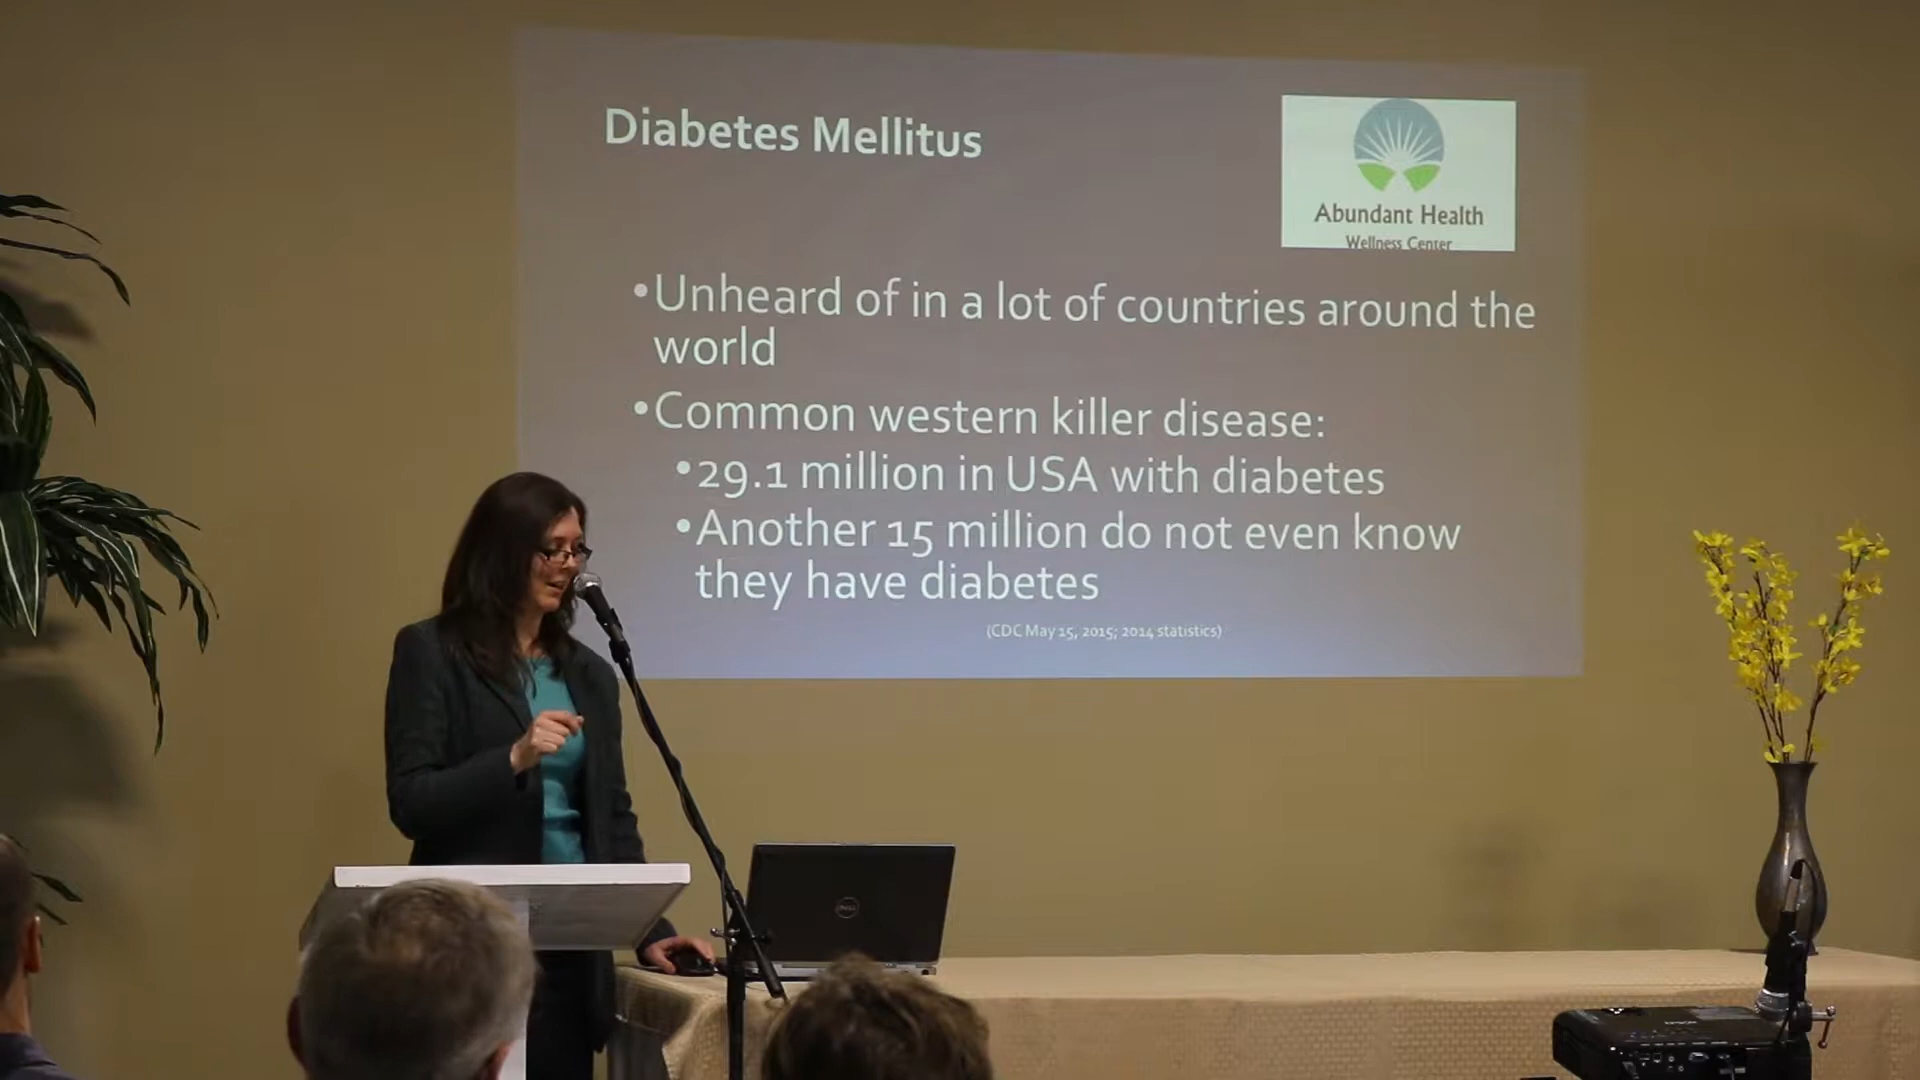 Diabetes Mellitus
Abundant Health
Wellness Center
•Unheard of in a lot of countries around the
world
•Common western killer disease:
•29.1 million in USA with diabetes
•Another 15 million do not even know
they have diabetes
(CDC May 15, 2015; 2014 statistics)
DELL
EPSON